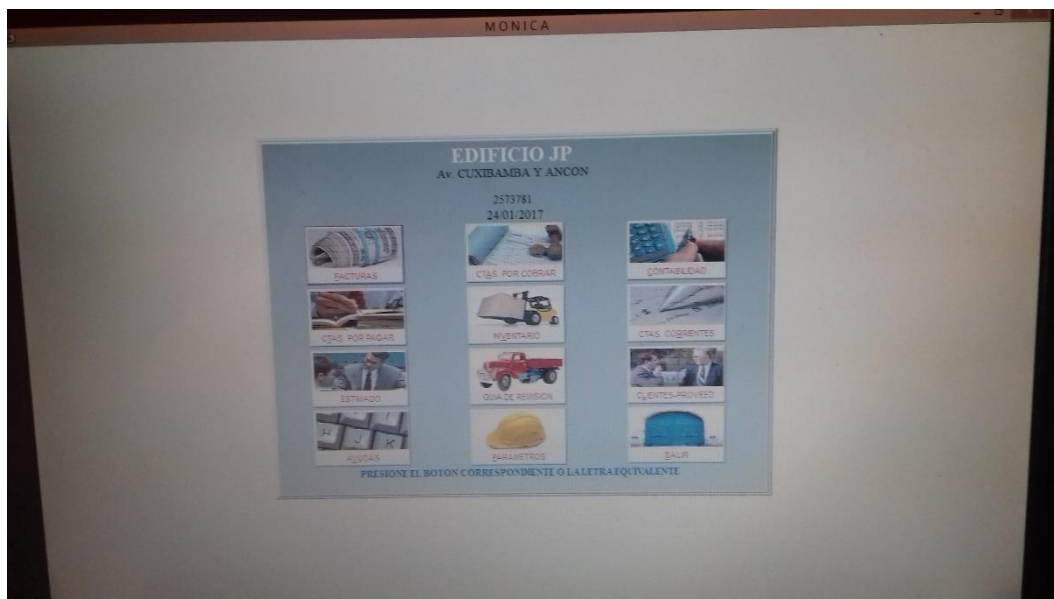 MONICA
EDIFICIO JP
Av. CUXIBAMBA Y ANCON
2573781
24/01/2017
FACTURAS
CTAS. POR COBRAR
CONTABILIDAD
CTAS. POR PAGAR
INVENTARIO
CTAS. CORRIENTES
ESTIMADO
GUIA DE REMISION
CLIENTES-PROVEED.
H J K
AYUDAS
PARAMETROS
SALIR
PRESIONE EL BOTON CORRESPONDIENTE O LA LETRA EQUIVALENTE